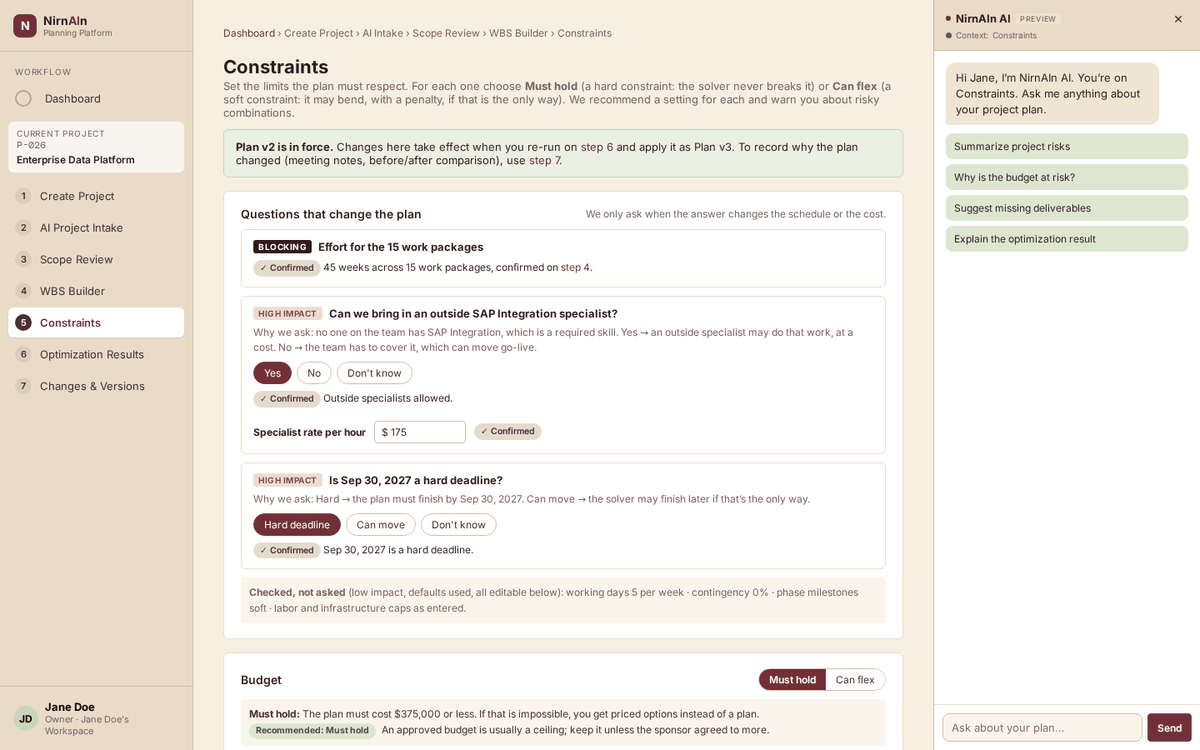 N
NirnAIn
Planning Platform
WORKFLOW
Dashboard
CURRENT PROJECT
P-026
Enterprise Data Platform
1 Create Project
2 AI Project Intake
3 Scope Review
4 WBS Builder
5 Constraints
6 Optimization Results
7 Changes & Versions
JD
Jane Doe
Owner · Jane Doe's
Workspace
Dashboard › Create Project › AI Intake › Scope Review › WBS Builder › Constraints
Constraints
Set the limits the plan must respect. For each one choose Must hold (a hard constraint: the solver never breaks it) or Can flex (a
soft constraint: it may bend, with a penalty, if that is the only way). We recommend a setting for each and warn you about risky
combinations.
Plan v2 is in force. Changes here take effect when you re-run on step 6 and apply it as Plan v3. To record why the plan
changed (meeting notes, before/after comparison), use step 7.
Questions that change the plan
We only ask when the answer changes the schedule or the cost.
BLOCKING Effort for the 15 work packages
✓ Confirmed 45 weeks across 15 work packages, confirmed on step 4.
HIGH IMPACT Can we bring in an outside SAP Integration specialist?
Why we ask: no one on the team has SAP Integration, which is a required skill. Yes → an outside specialist may do that work, at a
cost. No → the team has to cover it, which can move go-live.
Yes No Don't know
✓ Confirmed Outside specialists allowed.
Specialist rate per hour $ 175 ✓ Confirmed
HIGH IMPACT Is Sep 30, 2027 a hard deadline?
Why we ask: Hard → the plan must finish by Sep 30, 2027. Can move → the solver may finish later if that's the only way.
Hard deadline Can move Don't know
✓ Confirmed Sep 30, 2027 is a hard deadline.
Checked, not asked (low impact, defaults used, all editable below): working days 5 per week · contingency 0% · phase milestones
soft · labor and infrastructure caps as entered.
Budget
Must hold Can flex
Must hold: The plan must cost $375,000 or less. If that is impossible, you get priced options instead of a plan.
Recommended: Must hold An approved budget is usually a ceiling; keep it unless the sponsor agreed to more.
NirnAIn AI PREVIEW ✕
Context: Constraints
Hi Jane, I'm NirnAIn AI. You're on
Constraints. Ask me anything about
your project plan.
Summarize project risks
Why is the budget at risk?
Suggest missing deliverables
Explain the optimization result
Ask about your plan...
Send